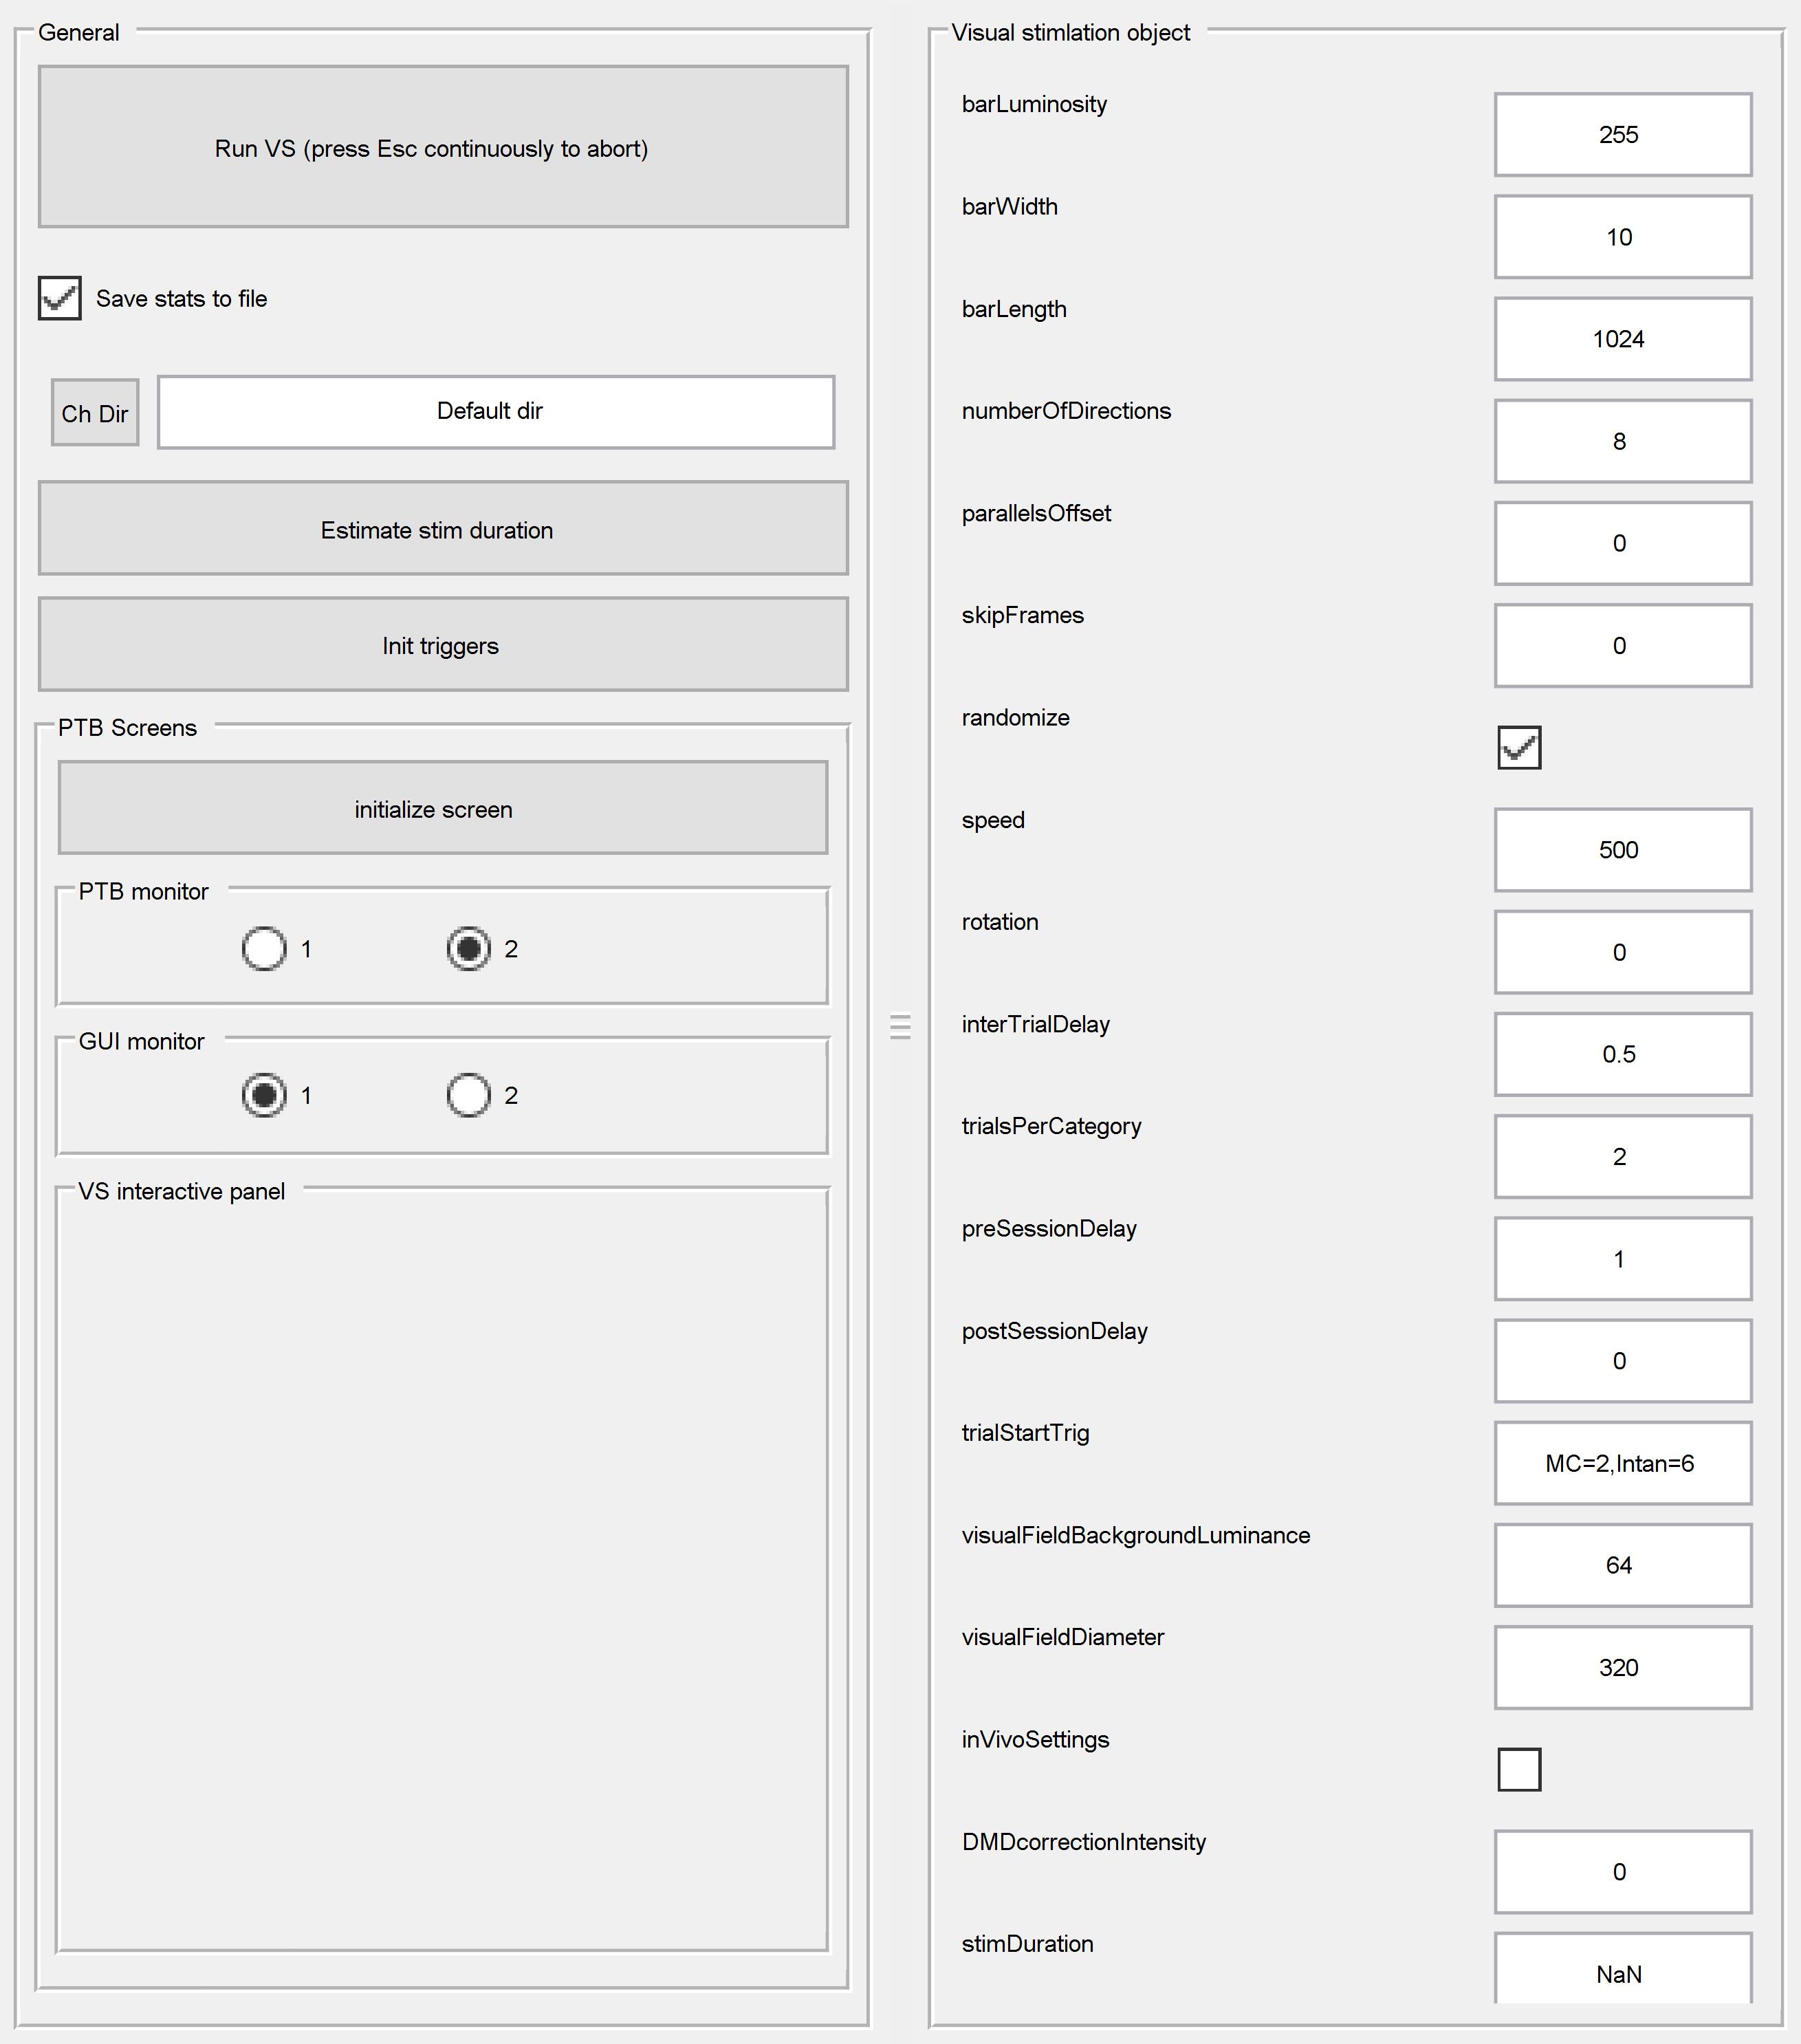 General
Run VS (press Esc continuously to abort)
Save stats to file
Ch Dir
Default dir
Estimate stim duration
Init triggers
PTB Screens
initialize screen
PTB monitor
1 2
GUI monitor
1 2
VS interactive panel
Visual stimlation object
barLuminosity 255
barWidth 10
barLength 1024
numberOfDirections 8
parallelsOffset 0
skipFrames 0
randomize
speed 500
rotation 0
interTrialDelay 0.5
trialsPerCategory 2
preSessionDelay 1
postSessionDelay 0
trialStartTrig MC=2,Intan=6
visualFieldBackgroundLuminance 64
visualFieldDiameter 320
inVivoSettings
DMDcorrectionIntensity 0
stimDuration NaN